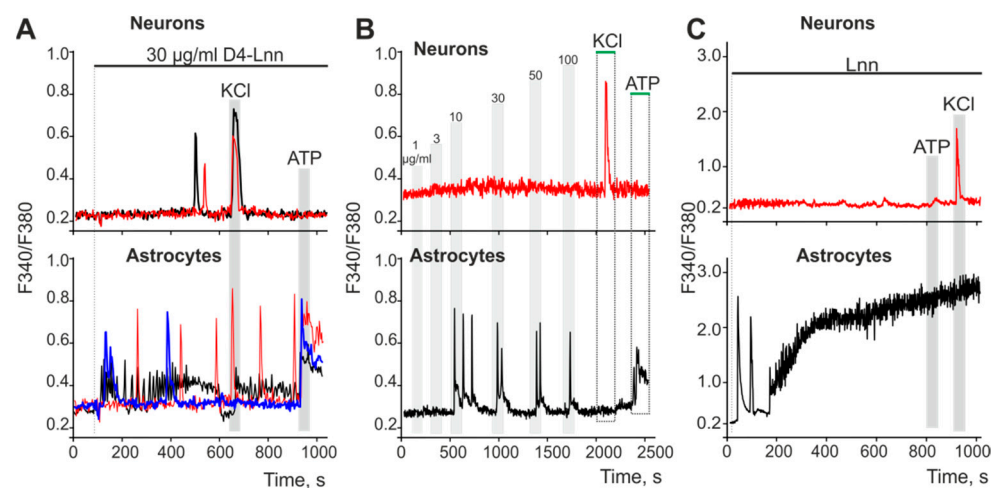 A
Neurons
30 µg/ml D4-Lnn
KCl
ATP
1.0
0.8
0.6
0.4
0.2
F340/F380
Astrocytes
1.0
0.8
0.6
0.4
0.2
0 200 400 600 800 1000
Time, s
B
Neurons
KCl
ATP
1
µg/ml
3
10
30
50
100
1.0
0.8
0.6
0.4
0.2
F340/F380
Astrocytes
1.0
0.8
0.6
0.4
0.2
0 500 1000 1500 2000 2500
Time, s
C
Neurons
Lnn
KCl
ATP
3.0
2.0
1.0
0.2
F340/F380
Astrocytes
3.0
2.0
1.0
0.2
0 200 400 600 800 1000
Time, s